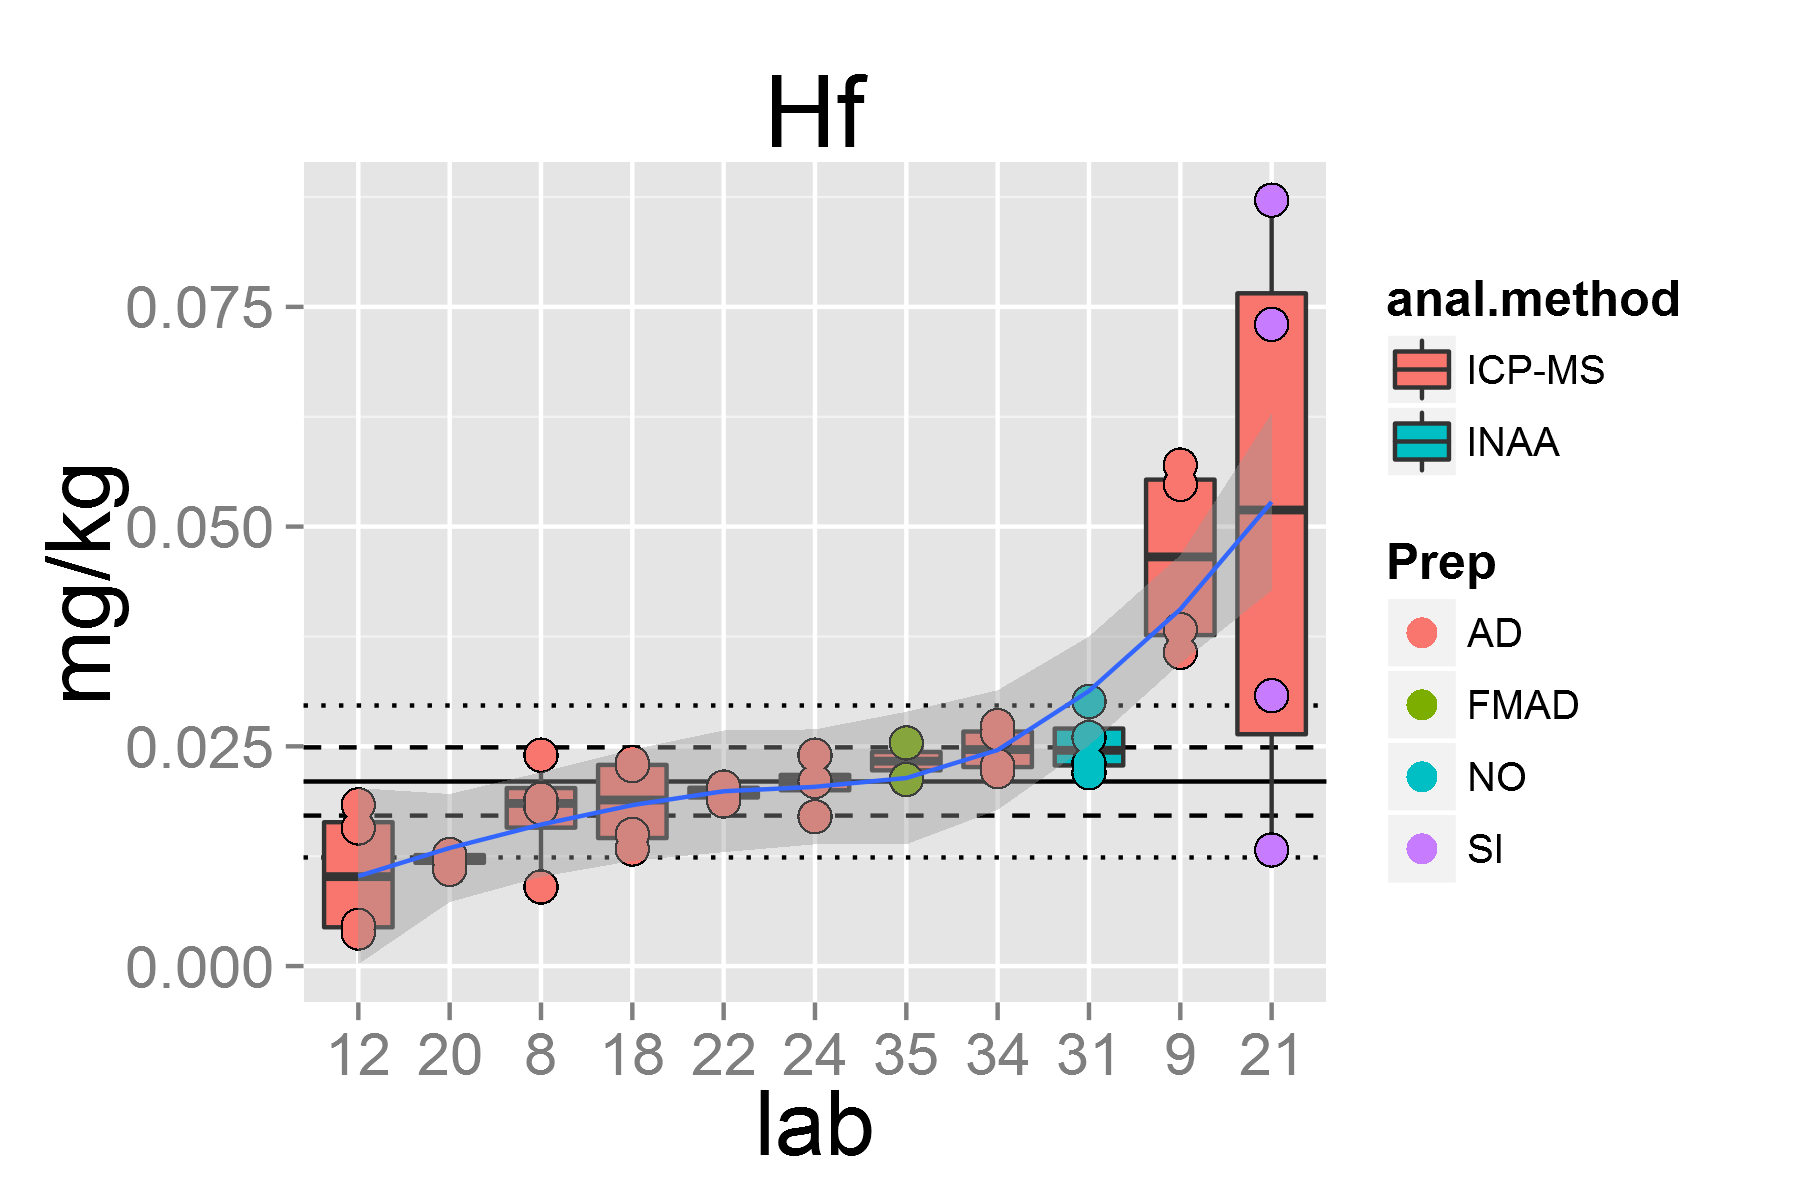 Hf
mg/kg
0.075
0.050
0.025
0.000
12 20 8 18 22 24 35 34 31 9 21
lab
anal.method
ICP-MS
INAA
Prep
AD
FMAD
NO
SI